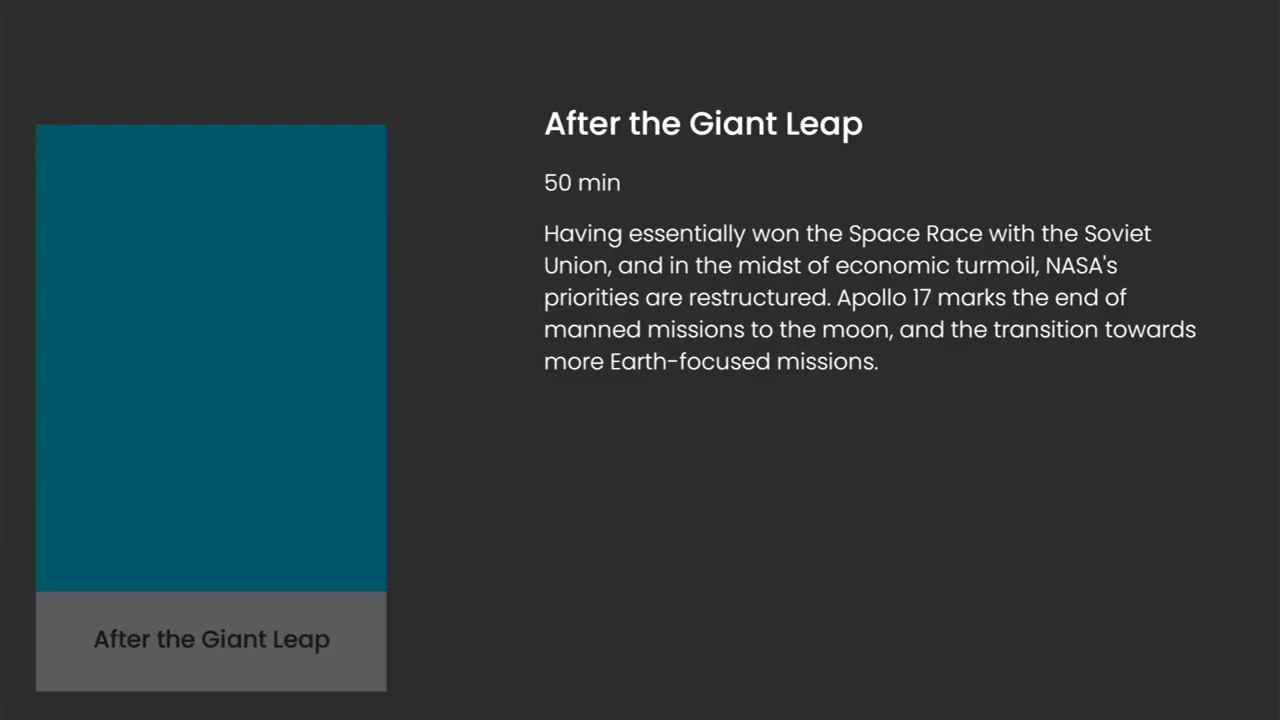 After the Giant Leap
50 min
Having essentially won the Space Race with the Soviet
Union, and in the midst of economic turmoil, NASA's
priorities are restructured. Apollo 17 marks the end of
manned missions to the moon, and the transition towards
more Earth-focused missions.
After the Giant Leap